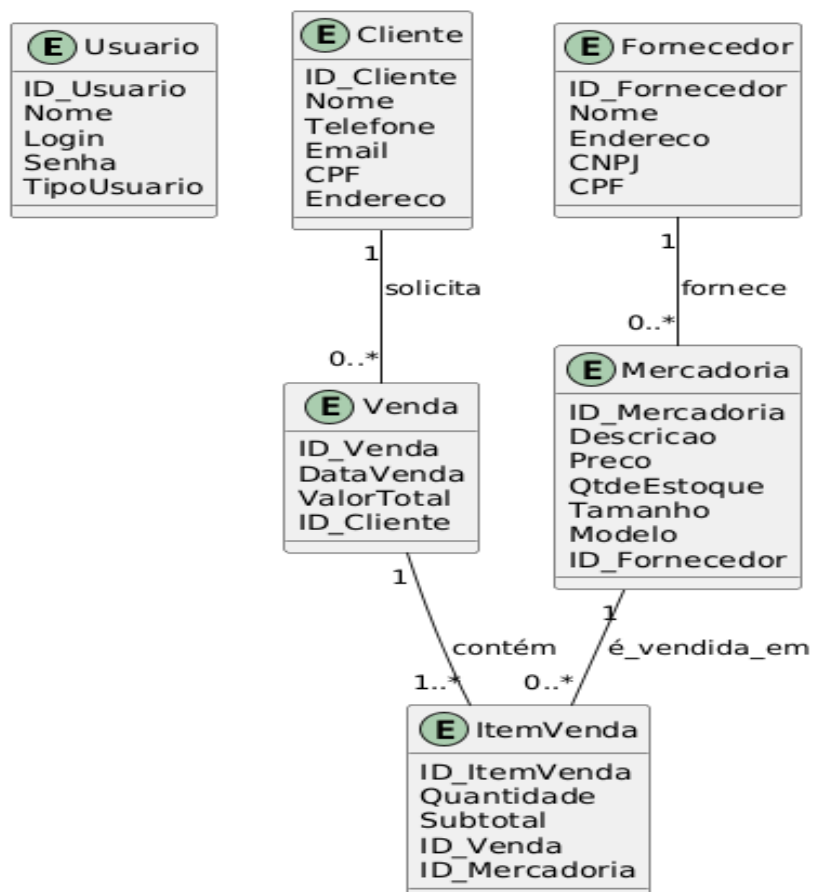 E Usuario
ID_Usuario
Nome
Login
Senha
TipoUsuario
E Cliente
ID_Cliente
Nome
Telefone
Email
CPF
Endereco
E Fornecedor
ID_Fornecedor
Nome
Endereco
CNPJ
CPF
1
solicita
0..*
1
fornece
0..*
E Venda
ID_Venda
DataVenda
ValorTotal
ID_Cliente
E Mercadoria
ID_Mercadoria
Descricao
Preco
QtdeEstoque
Tamanho
Modelo
ID_Fornecedor
1
contém
1..*
1
é_vendida_em
0..*
E ItemVenda
ID_ItemVenda
Quantidade
Subtotal
ID_Venda
ID_Mercadoria